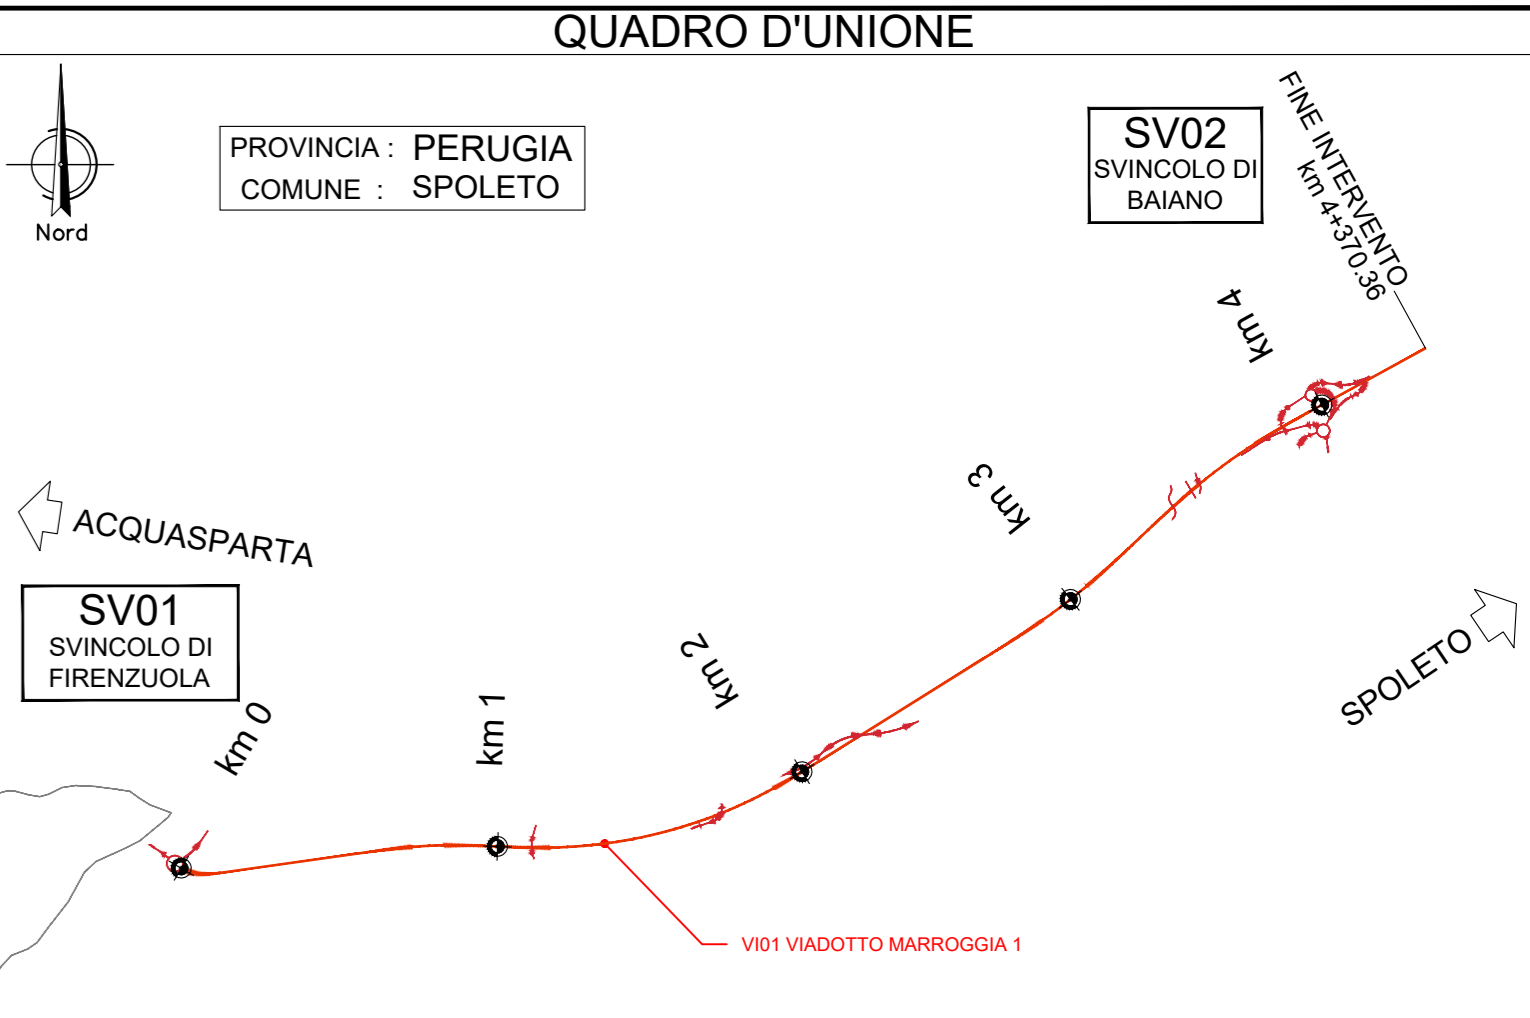 QUADRO D'UNIONE
Nord
PROVINCIA : PERUGIA
COMUNE : SPOLETO
SV02
SVINCOLO DI
BAIANO
FINE INTERVENTO
km 4+370.36
km 4
km 3
ACQUASPARTA
SV01
SVINCOLO DI
FIRENZUOLA
km 0
km 1
km 2
SPOLETO
VI01 VIADOTTO MARROGGIA 1